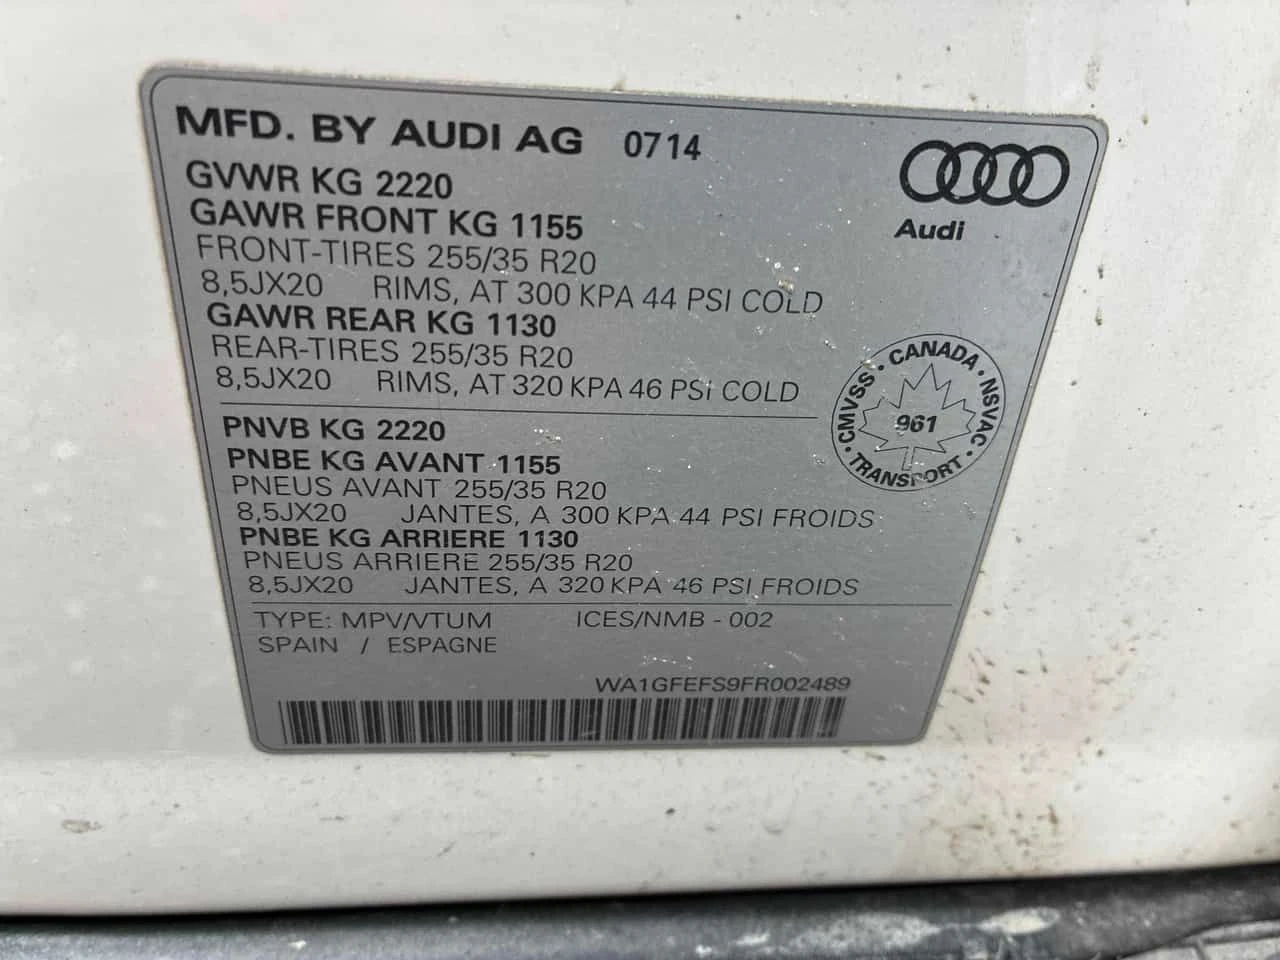 MFD. BY AUDI AG 0714
GVWR KG 2220
GAWR FRONT KG 1155
FRONT-TIRES 255/35 R20
8,5JX20 RIMS, AT 300 KPA 44 PSI COLD
GAWR REAR KG 1130
REAR-TIRES 255/35 R20
8,5JX20 RIMS, AT 320 KPA 46 PSI COLD
Audi
CMVSS · CANADA · NSVAC · TRANSPORT ·
961
PNVB KG 2220
PNBE KG AVANT 1155
PNEUS AVANT 255/35 R20
8,5JX20 JANTES, A 300 KPA 44 PSI FROIDS
PNBE KG ARRIERE 1130
PNEUS ARRIERE 255/35 R20
8,5JX20 JANTES, A 320 KPA 46 PSI FROIDS
TYPE: MPV/VTUM ICES/NMB - 002
SPAIN / ESPAGNE
WA1GFEFS9FR002489